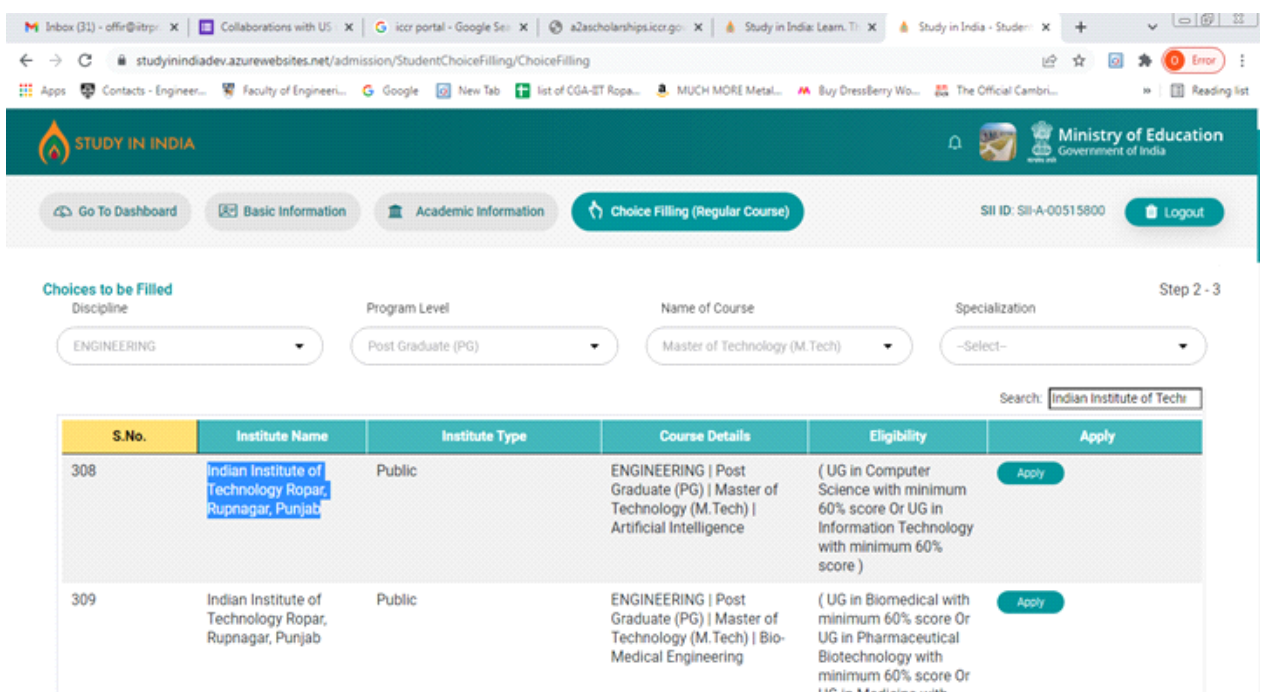 Inbox (31) - offir@iitrpr.
Collaborations with US
iccr portal - Google Sea
a2ascholarships.iccr.go
Study in India: Learn. Th
Study in India - Studen
studyinindiadev.azurewebsites.net/admission/StudentChoiceFilling/ChoiceFilling
Error
Apps
Contacts - Engineer...
Faculty of Engineeri...
Google
New Tab
list of CGA-IIT Ropa...
MUCH MORE Metal...
Buy DressBerry Wo...
The Official Cambri...
Reading list
STUDY IN INDIA
Ministry of Education
Government of India
Go To Dashboard
Basic Information
Academic Information
Choice Filling (Regular Course)
SII ID: SII-A-00515800
Logout
Choices to be Filled
Step 2 - 3
Discipline
Program Level
Name of Course
Specialization
ENGINEERING
Post Graduate (PG)
Master of Technology (M.Tech)
--Select--
Search: Indian Institute of Techn
S.No.
Institute Name
Institute Type
Course Details
Eligibility
Apply
308
Indian Institute of
Technology Ropar,
Rupnagar, Punjab
Public
ENGINEERING | Post
Graduate (PG) | Master of
Technology (M.Tech) |
Artificial Intelligence
( UG in Computer
Science with minimum
60% score Or UG in
Information Technology
with minimum 60%
score )
Apply
309
Indian Institute of
Technology Ropar,
Rupnagar, Punjab
Public
ENGINEERING | Post
Graduate (PG) | Master of
Technology (M.Tech) | Bio-
Medical Engineering
( UG in Biomedical with
minimum 60% score Or
UG in Pharmaceutical
Biotechnology with
minimum 60% score Or
UG in Medicine with
Apply